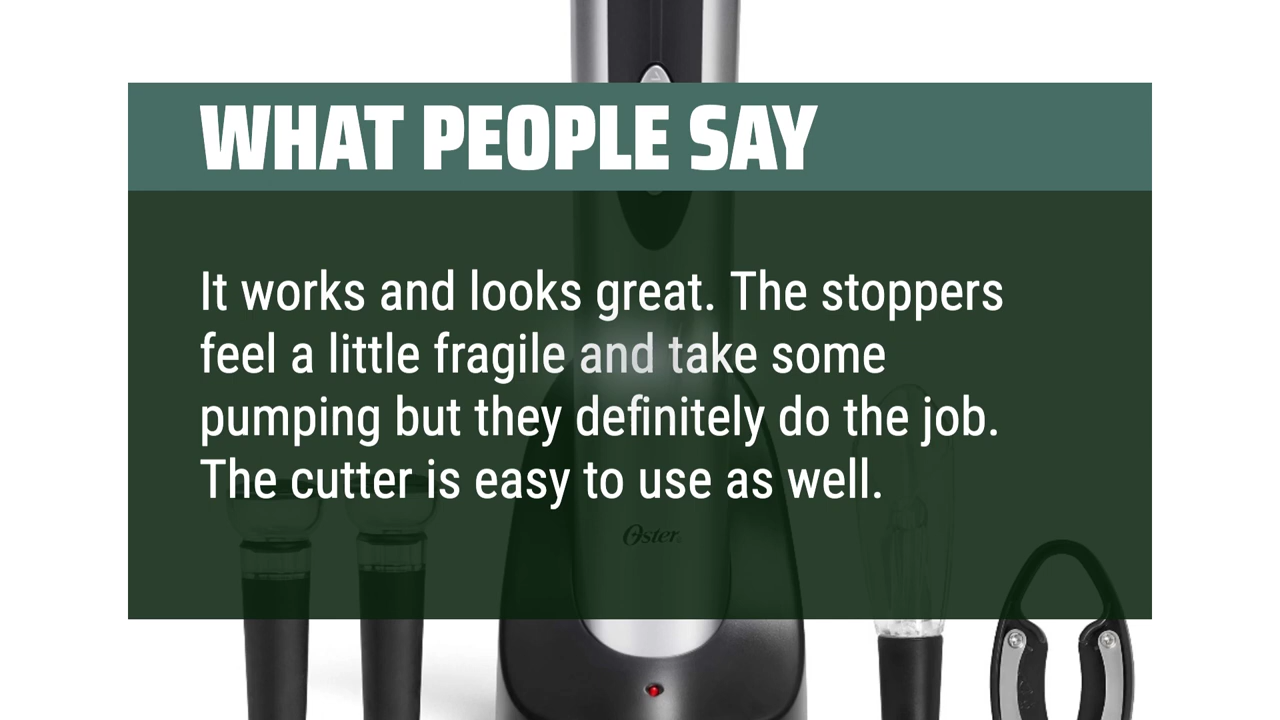 WHAT PEOPLE SAY
It works and looks great. The stoppers
feel a little fragile and take some
pumping but they definitely do the job.
The cutter is easy to use as well.
Oster